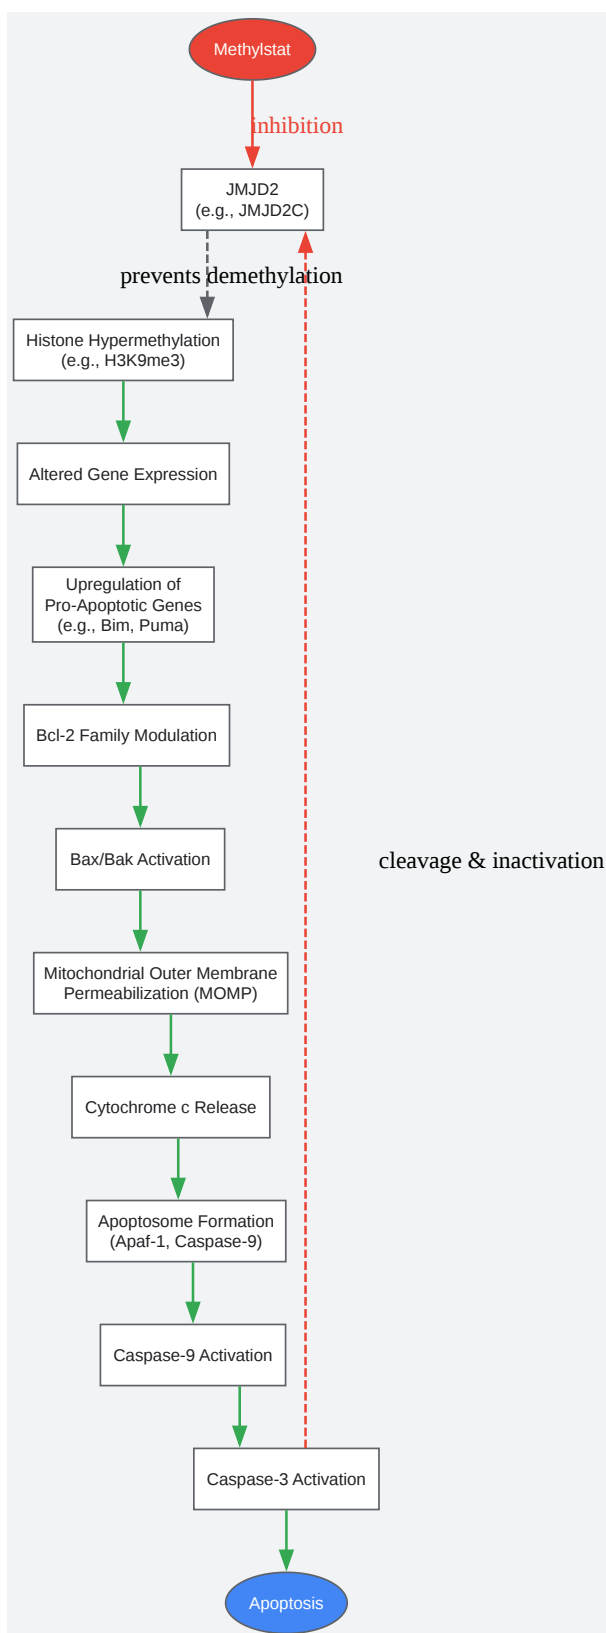 Methylstat
inhibition
JMJD2
(e.g., JMJD2C)
prevents demethylation
Histone Hypermethylation
(e.g., H3K9me3)
Altered Gene Expression
Upregulation of
Pro-Apoptotic Genes
(e.g., Bim, Puma)
Bcl-2 Family Modulation
Bax/Bak Activation
cleavage & inactivation
Mitochondrial Outer Membrane
Permeabilization (MOMP)
Cytochrome c Release
Apoptosome Formation
(Apaf-1, Caspase-9)
Caspase-9 Activation
Caspase-3 Activation
Apoptosis